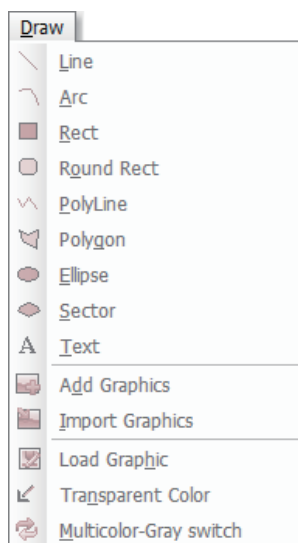 Draw
Line
Arc
Rect
Round Rect
PolyLine
Polygon
Ellipse
Sector
A Text
Add Graphics
Import Graphics
Load Graphic
Transparent Color
Multicolor-Gray switch